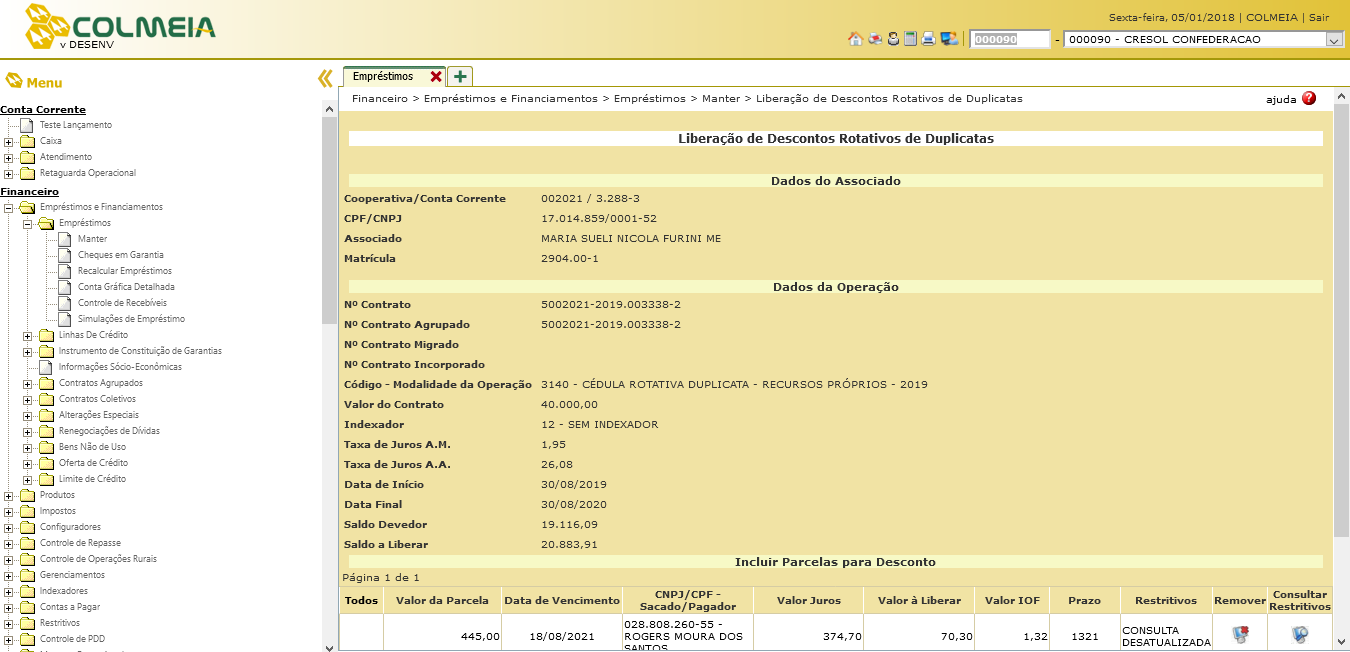 COLMEIA
v DESENV
Sexta-feira, 05/01/2018 | COLMEIA | Sair
000090 - 000090 - CRESOL CONFEDERACAO
Menu
Conta Corrente
Teste Lançamento
Caixa
Atendimento
Retaguarda Operacional
Financeiro
Empréstimos e Financiamentos
Empréstimos
Manter
Cheques em Garantia
Recalcular Empréstimos
Conta Gráfica Detalhada
Controle de Recebíveis
Simulações de Empréstimo
Linhas De Crédito
Instrumento de Constituição de Garantias
Informações Sócio-Econômicas
Contratos Agrupados
Contratos Coletivos
Alterações Especiais
Renegociações de Dívidas
Bens Não de Uso
Oferta de Crédito
Limite de Crédito
Produtos
Impostos
Configuradores
Controle de Repasse
Controle de Operações Rurais
Gerenciamentos
Indexadores
Contas a Pagar
Restritivos
Controle de PDD
Empréstimos
Financeiro > Empréstimos e Financiamentos > Empréstimos > Manter > Liberação de Descontos Rotativos de Duplicatas
ajuda ?
Liberação de Descontos Rotativos de Duplicatas
Dados do Associado
Cooperativa/Conta Corrente 002021 / 3.288-3
CPF/CNPJ 17.014.859/0001-52
Associado MARIA SUELI NICOLA FURINI ME
Matrícula 2904.00-1
Dados da Operação
Nº Contrato 5002021-2019.003338-2
Nº Contrato Agrupado 5002021-2019.003338-2
Nº Contrato Migrado
Nº Contrato Incorporado
Código - Modalidade da Operação 3140 - CÉDULA ROTATIVA DUPLICATA - RECURSOS PRÓPRIOS - 2019
Valor do Contrato 40.000,00
Indexador 12 - SEM INDEXADOR
Taxa de Juros A.M. 1,95
Taxa de Juros A.A. 26,08
Data de Início 30/08/2019
Data Final 30/08/2020
Saldo Devedor 19.116,09
Saldo a Liberar 20.883,91
Incluir Parcelas para Desconto
Página 1 de 1
Todos Valor da Parcela Data de Vencimento CNPJ/CPF - Sacado/Pagador Valor Juros Valor à Liberar Valor IOF Prazo Restritivos Remover Consultar Restritivos
445,00 18/08/2021 028.808.260-55 - ROGERS MOURA DOS SANTOS 374,70 70,30 1,32 1321 CONSULTA DESATUALIZADA